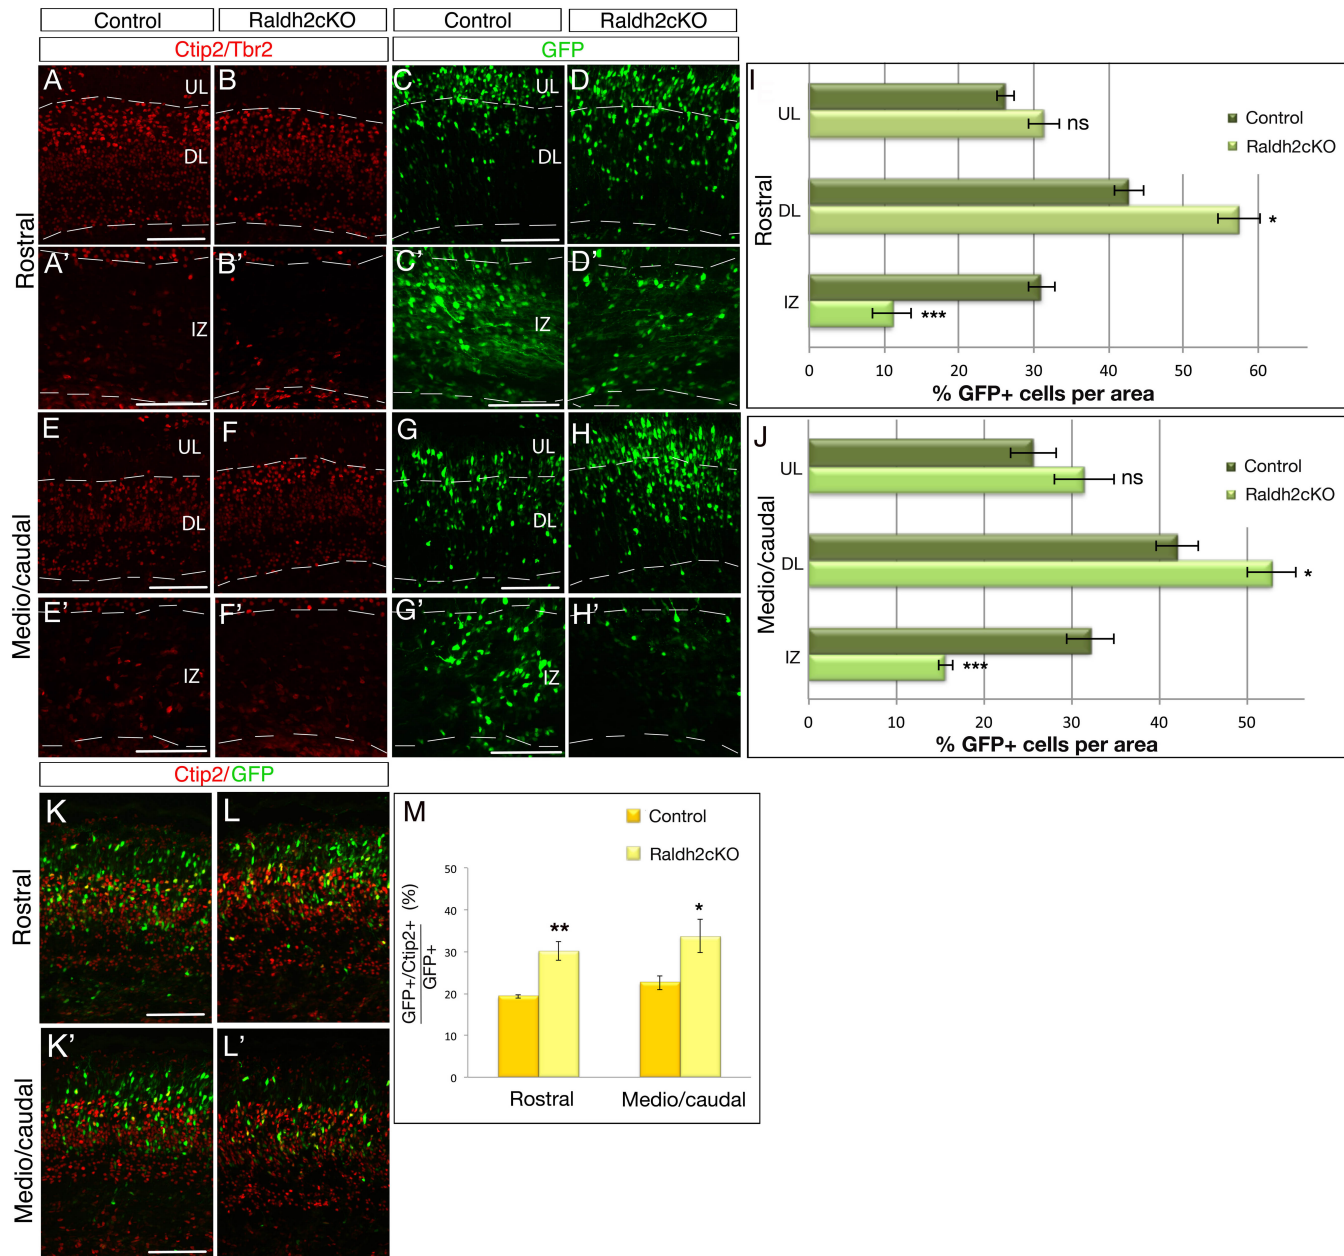 Control Raldh2cKO Control Raldh2cKO
Ctip2/Tbr2 GFP
Rostral
A UL DL
B
C UL DL
D
A'
B' IZ
C' IZ
D'
Medio/caudal
E UL DL
F
G UL DL
H
E' IZ
F'
G' IZ
H'
I
Rostral
UL ns
DL *
IZ ***
Control
Raldh2cKO
0 10 20 30 40 50 60
% GFP+ cells per area
J
Medio/caudal
UL ns
DL *
IZ ***
Control
Raldh2cKO
0 10 20 30 40 50
% GFP+ cells per area
Ctip2/GFP
Rostral
K
L
Medio/caudal
K'
L'
M
Control
Raldh2cKO
GFP+/Ctip2+ (%)
GFP+
50
40
30
20
10
0
** *
Rostral Medio/caudal